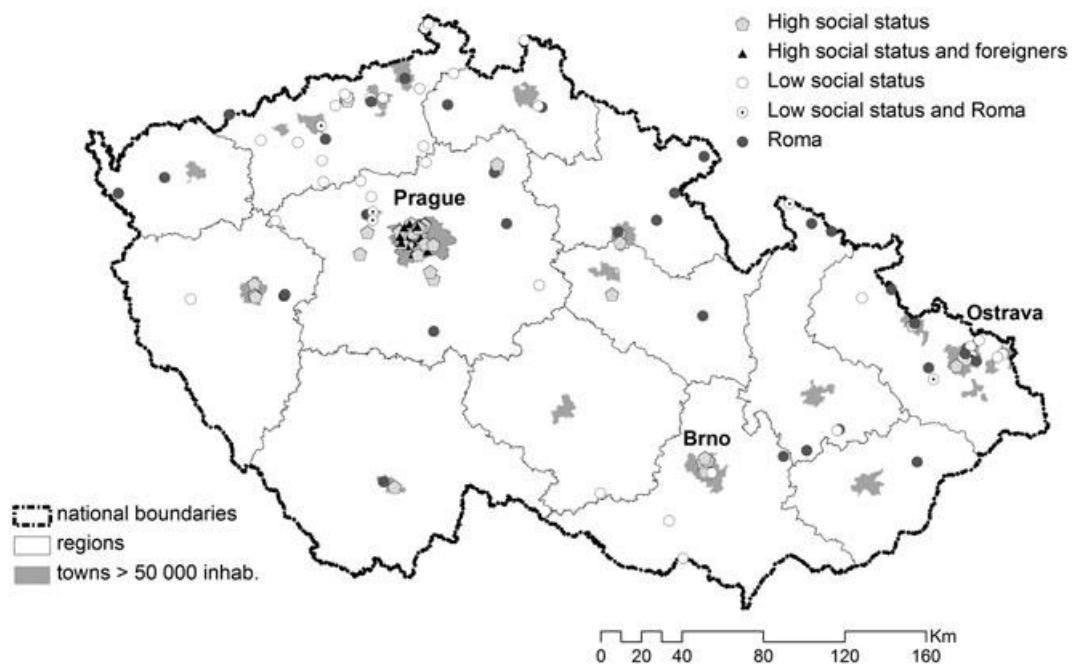 High social status
High social status and foreigners
Low social status
Low social status and Roma
Roma
Prague
Ostrava
Brno
national boundaries
regions
towns > 50 000 inhab.
Km
0 20 40 80 120 160